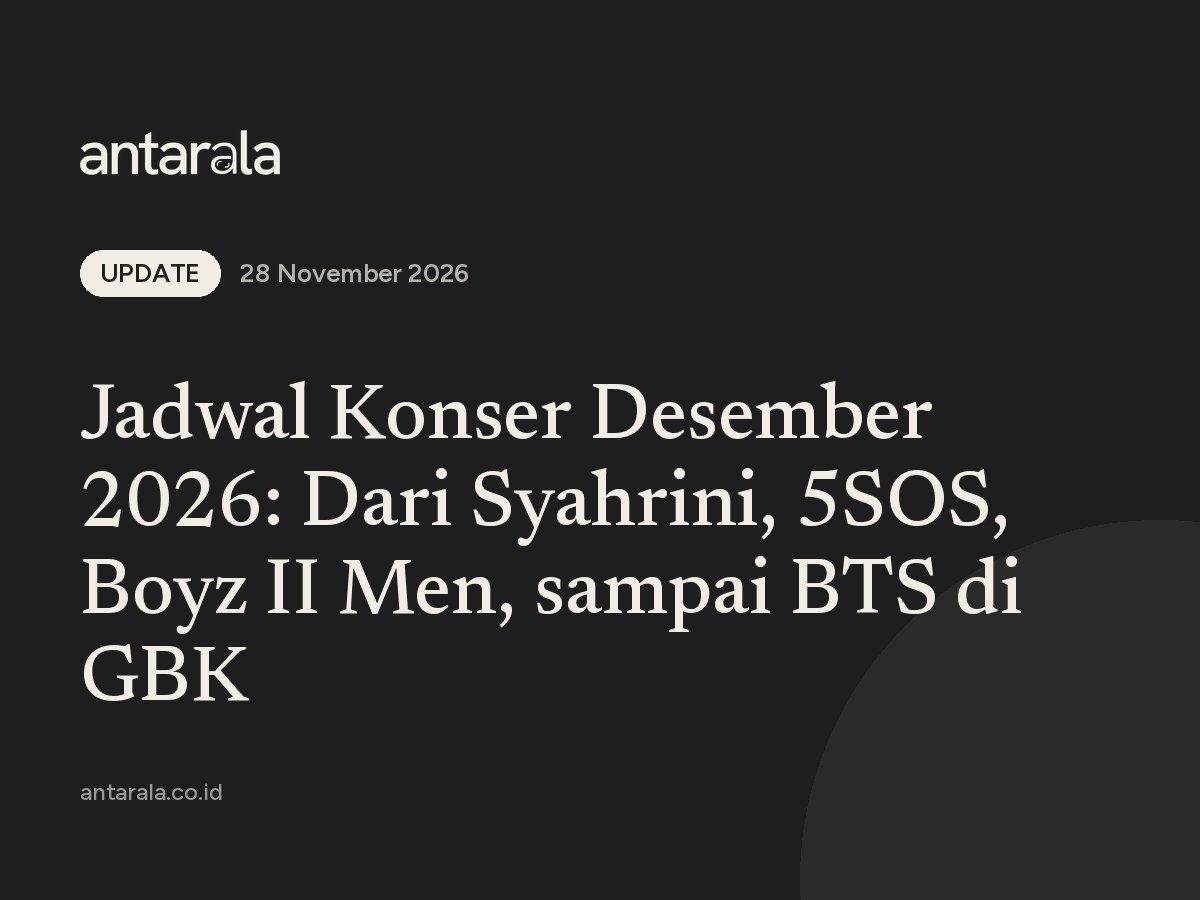 antarala
UPDATE 28 November 2026
Jadwal Konser Desember
2026: Dari Syahrini, 5SOS,
Boyz II Men, sampai BTS di
GBK
antarala.co.id